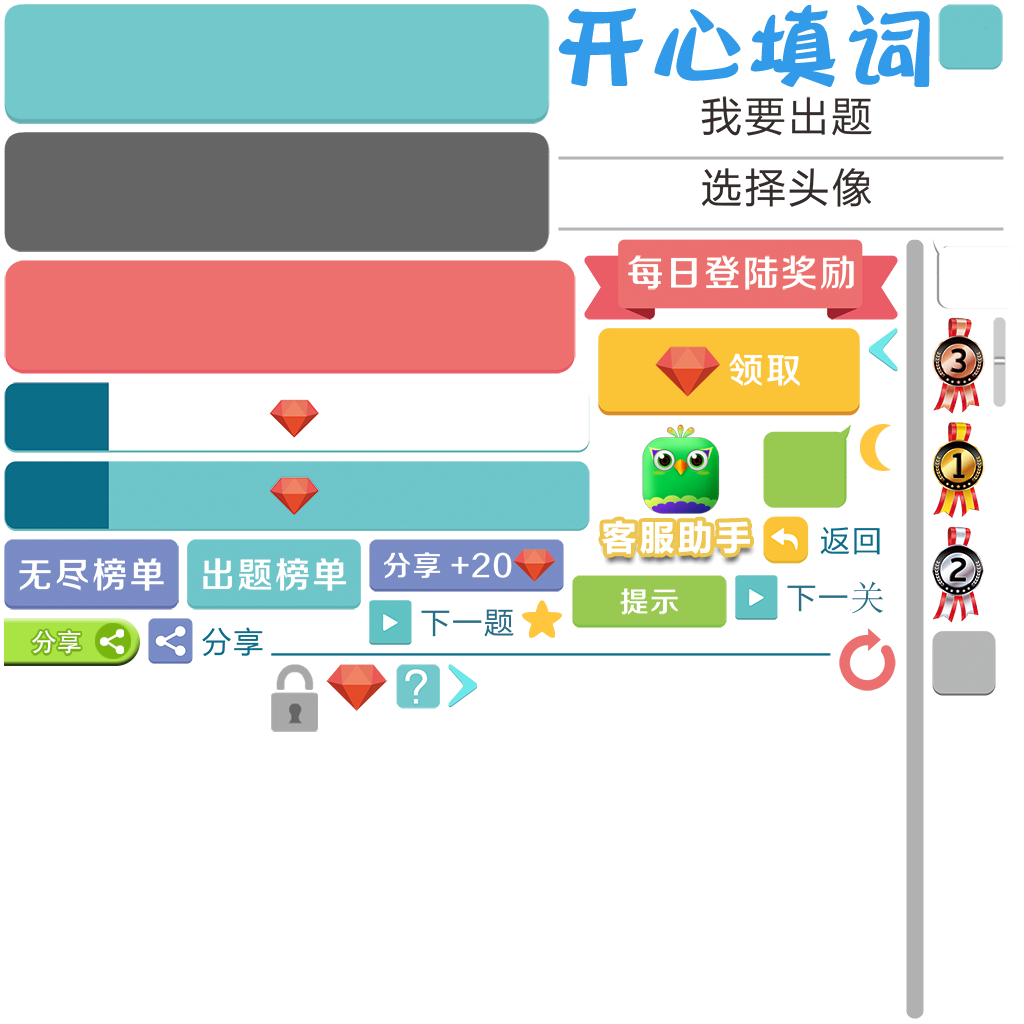 开心填词
我要出题
选择头像
每日登陆奖励
领取
3
1
客服助手
返回
2
无尽榜单
出题榜单
分享 +20
提示
下一关
下一题
分享
分享
?